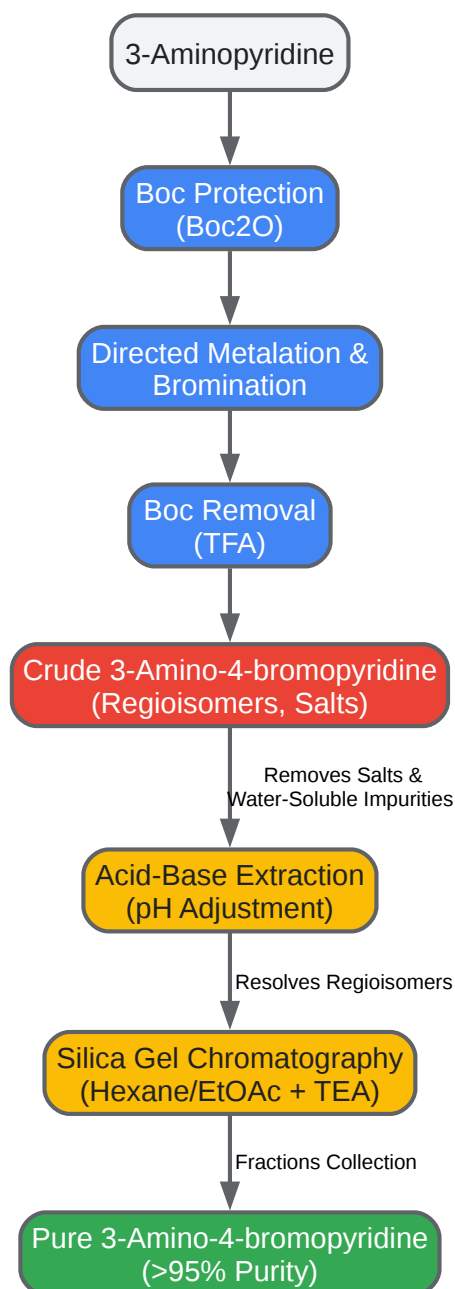 3-Aminopyridine
Boc Protection
(Boc2O)
Directed Metalation &
Bromination
Boc Removal
(TFA)
Crude 3-Amino-4-bromopyridine
(Regioisomers, Salts)
Removes Salts &
Water-Soluble Impurities
Acid-Base Extraction
(pH Adjustment)
Resolves Regioisomers
Silica Gel Chromatography
(Hexane/EtOAc + TEA)
Fractions Collection
Pure 3-Amino-4-bromopyridine
(>95% Purity)